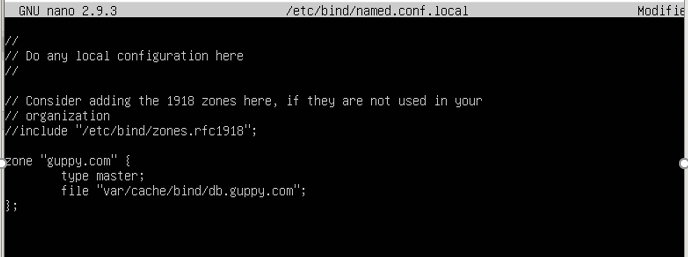 GNU nano 2.9.3 /etc/bind/named.conf.local Modifie
//
// Do any local configuration here
//
// Consider adding the 1918 zones here, if they are not used in your
// organization
//include "/etc/bind/zones.rfc1918";
zone "guppy.com" {
type master;
file "var/cache/bind/db.guppy.com";
};